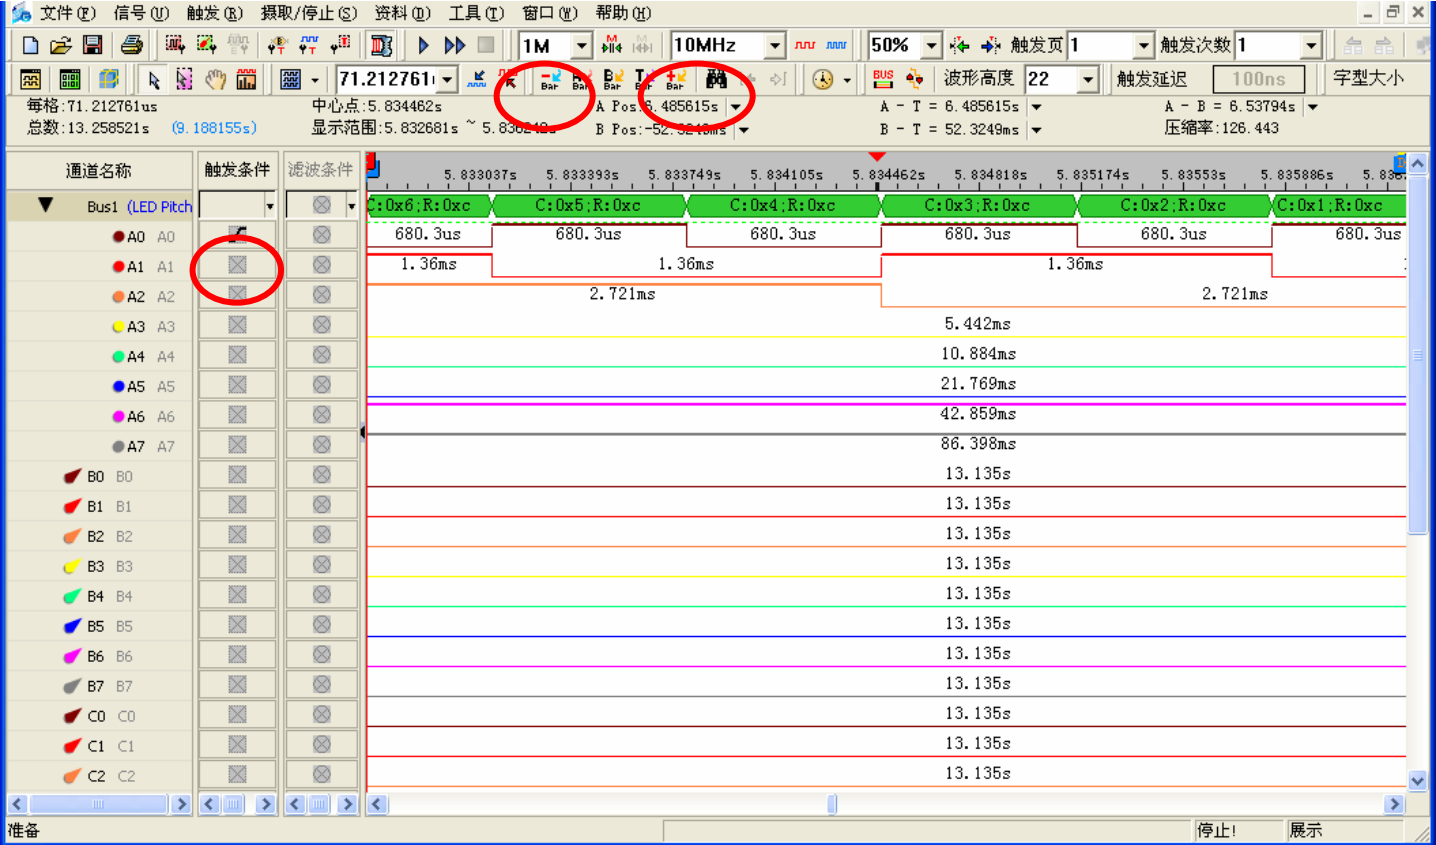 文件(F) 信号(U) 触发(R) 摄取/停止(S) 资料(D) 工具(T) 窗口(W) 帮助(H)
1M 10MHz 50% 触发页 1 触发次数 1
71.212761 Bar Bar Bar Bar Bar BUS 波形高度 22 触发延迟 100ns 字型大小
每格:71.212761us 中心点:5.834462s A Pos:6.485615s A - T = 6.485615s A - B = 6.53794s
总数:13.258521s (9.188155s) 显示范围:5.832681s ~ B Pos:-52.3249ms B - T = 52.3249ms 压缩率:126.443
通道名称 触发条件 滤波条件 5.833037s 5.833393s 5.833749s 5.834105s 5.834462s 5.834818s 5.835174s 5.83553s 5.835886s
Bus1 (LED Pitch C:0x6;R:0xc C:0x5;R:0xc C:0x4;R:0xc C:0x3;R:0xc C:0x2;R:0xc C:0x1;R:0xc
A0 A0 680.3us 680.3us 680.3us 680.3us 680.3us 680.3us
A1 A1 1.36ms 1.36ms 1.36ms
A2 A2 2.721ms 2.721ms
A3 A3 5.442ms
A4 A4 10.884ms
A5 A5 21.769ms
A6 A6 42.859ms
A7 A7 86.398ms
B0 B0 13.135s
B1 B1 13.135s
B2 B2 13.135s
B3 B3 13.135s
B4 B4 13.135s
B5 B5 13.135s
B6 B6 13.135s
B7 B7 13.135s
C0 C0 13.135s
C1 C1 13.135s
C2 C2 13.135s
准备 停止! 展示